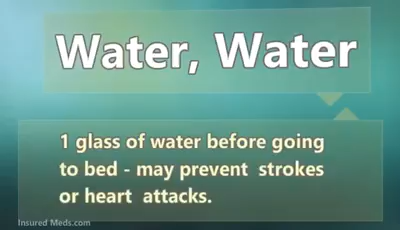 Water, Water
1 glass of water before going
to bed - may prevent strokes
or heart attacks.
Insured Meds.com